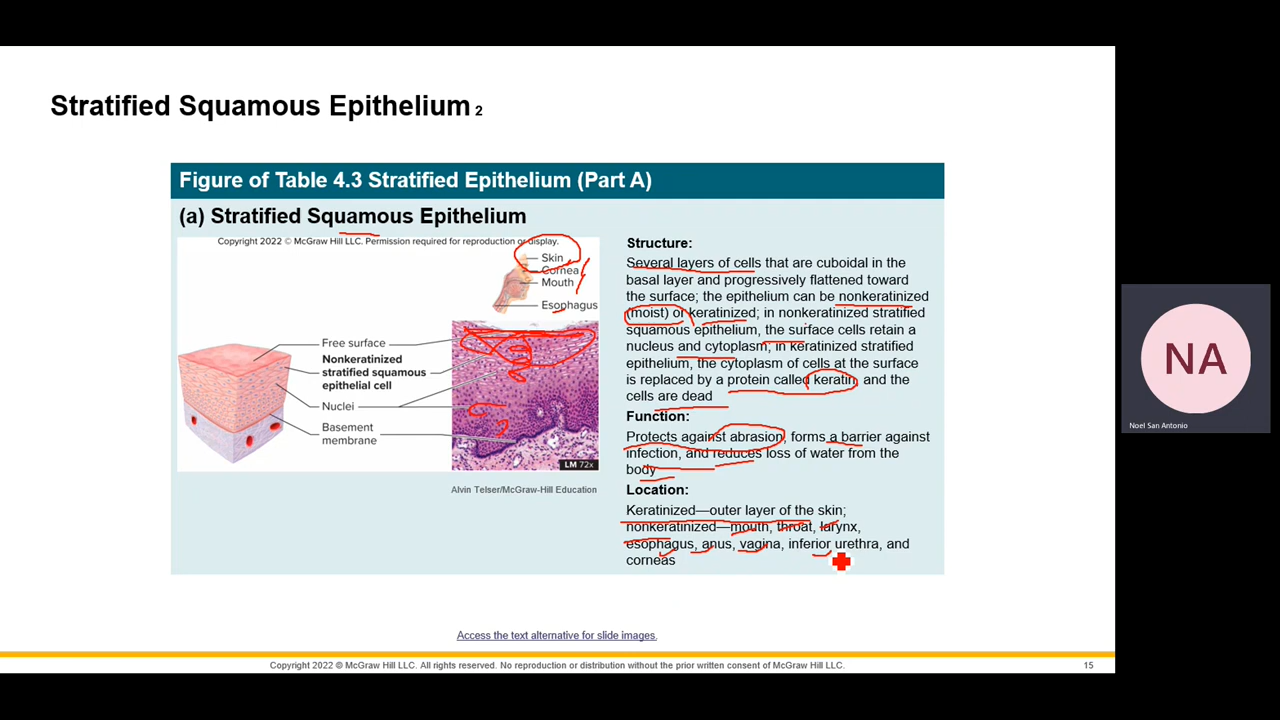 Stratified Squamous Epithelium 2
Figure of Table 4.3 Stratified Epithelium (Part A)
(a) Stratified Squamous Epithelium
Copyright 2022 © McGraw Hill LLC. Permission required for reproduction or display.
Skin
Cornea
Mouth
Esophagus
Free surface
Nonkeratinized
stratified squamous
epithelial cell
Nuclei
Basement
membrane
LM 72x
Alvin Telser/McGraw-Hill Education
Structure:
Several layers of cells that are cuboidal in the
basal layer and progressively flattened toward
the surface; the epithelium can be nonkeratinized
(moist) or keratinized; in nonkeratinized stratified
squamous epithelium, the surface cells retain a
nucleus and cytoplasm; in keratinized stratified
epithelium, the cytoplasm of cells at the surface
is replaced by a protein called keratin, and the
cells are dead
Function:
Protects against abrasion, forms a barrier against
infection, and reduces loss of water from the
body
Location:
Keratinized—outer layer of the skin;
nonkeratinized—mouth, throat, larynx,
esophagus, anus, vagina, inferior urethra, and
corneas
NA
Noel San Antonio
Access the text alternative for slide images.
Copyright 2022 © McGraw Hill LLC. All rights reserved. No reproduction or distribution without the prior written consent of McGraw Hill LLC.
15